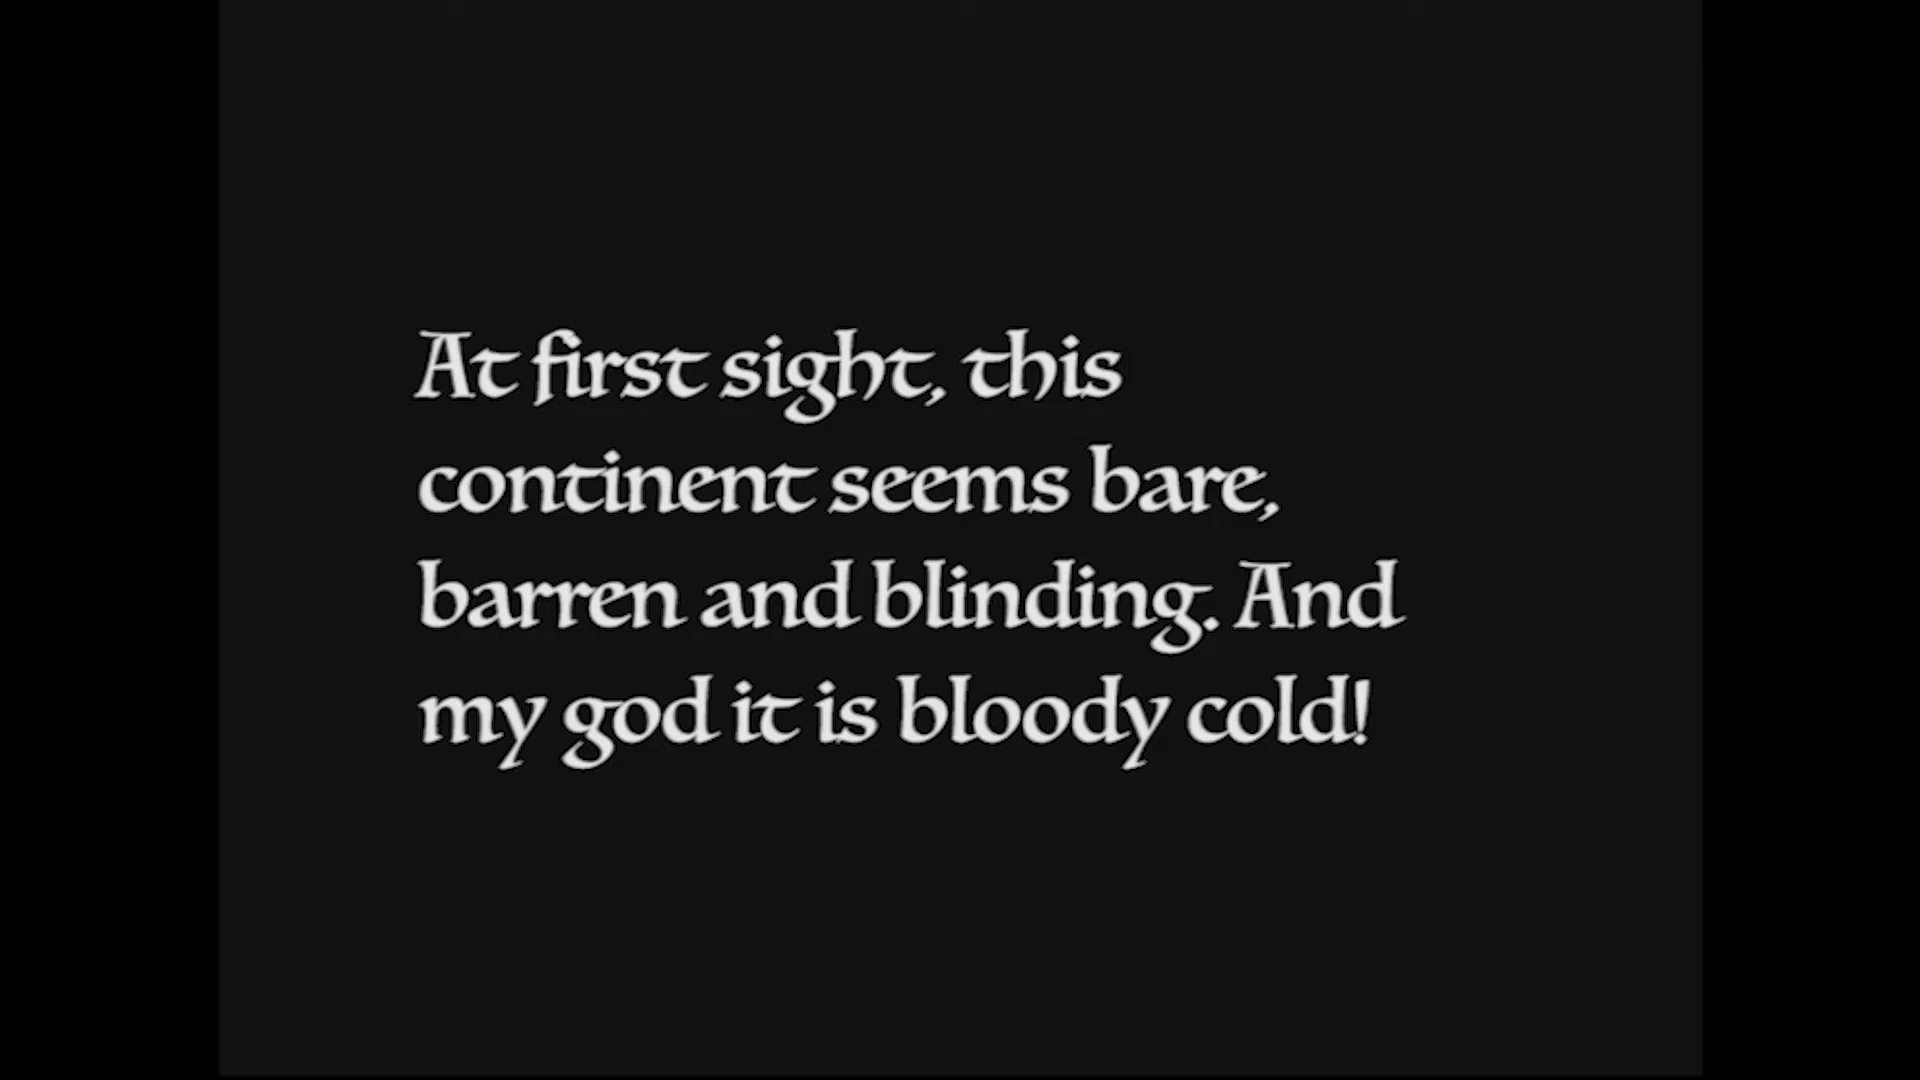 At first sight, this
continent seems bare,
barren and blinding. And
my god it is bloody cold!